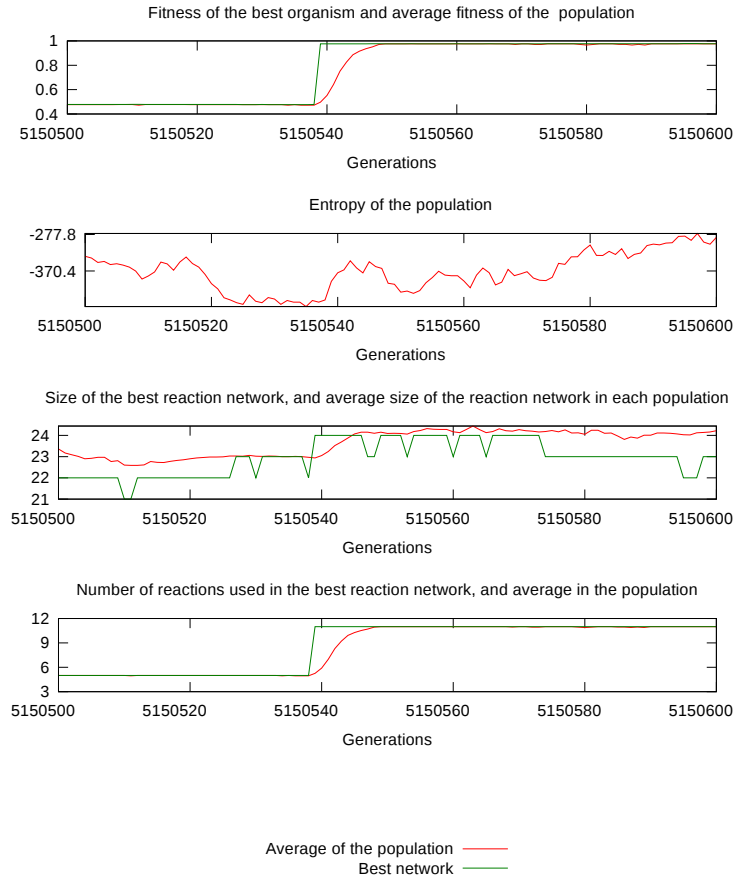 Fitness of the best organism and average fitness of the population
1
0.8
0.6
0.4
5150500 5150520 5150540 5150560 5150580 5150600
Generations
Entropy of the population
-277.8
-370.4
5150500 5150520 5150540 5150560 5150580 5150600
Generations
Size of the best reaction network, and average size of the reaction network in each population
24
23
22
21
5150500 5150520 5150540 5150560 5150580 5150600
Generations
Number of reactions used in the best reaction network, and average in the population
12
9
6
3
5150500 5150520 5150540 5150560 5150580 5150600
Generations
Average of the population
Best network